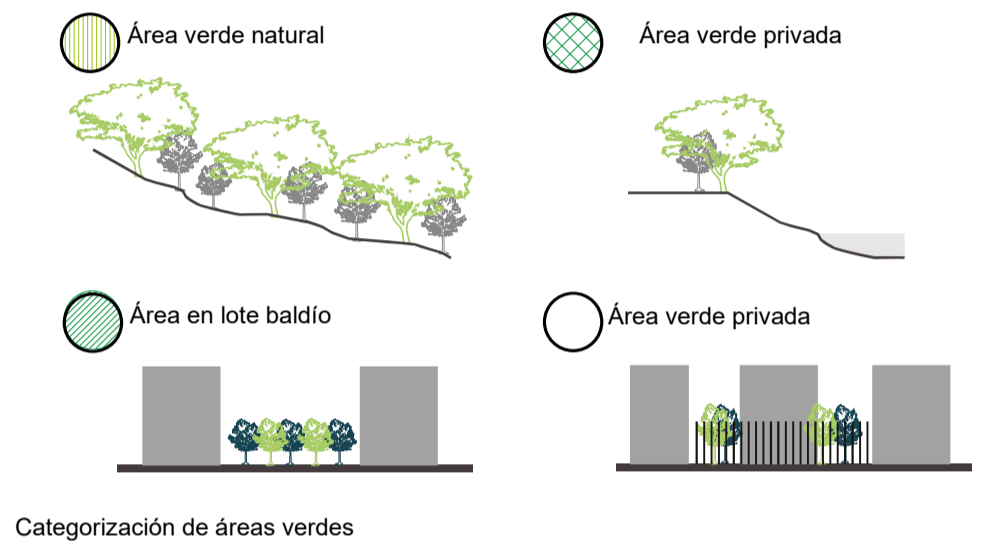 Área verde natural
Área verde privada
Área en lote baldío
Área verde privada
Categorización de áreas verdes